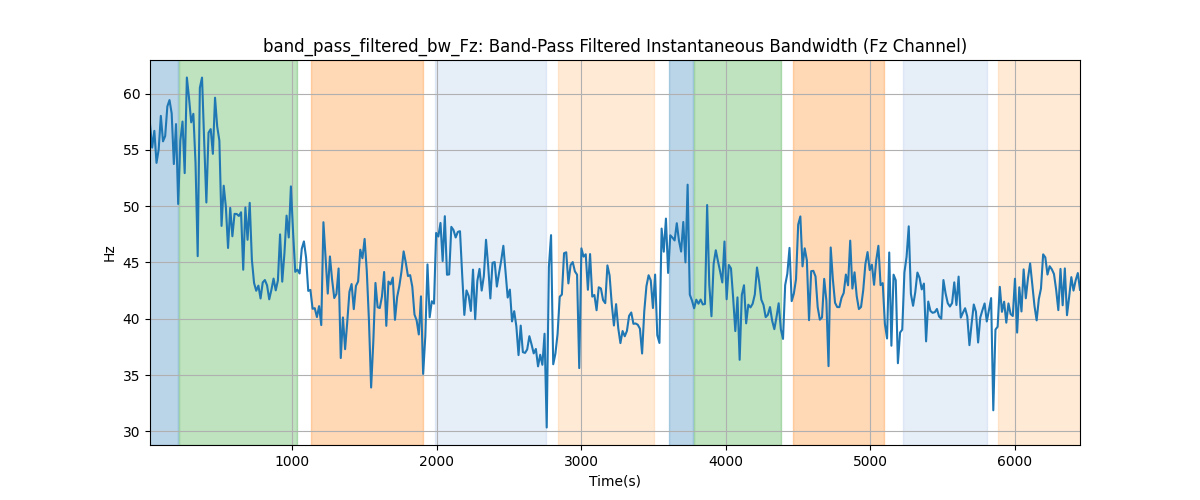 band_pass_filtered_bw_Fz: Band-Pass Filtered Instantaneous Bandwidth (Fz Channel)
60
55
50
45
40
35
30
Hz
1000 2000 3000 4000 5000 6000
Time(s)